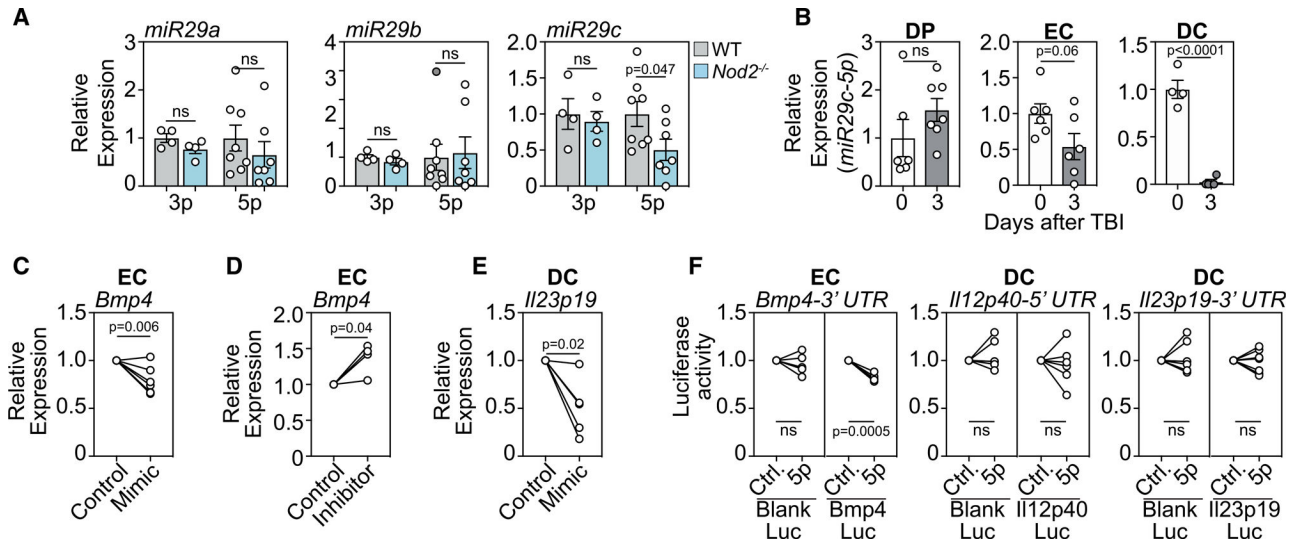 A
miR29a
miR29b
miR29c
WT
Nod2-/-
Relative
Expression
3
2
1
0
ns
ns
3p
5p
4
3
2
1
0
ns
ns
3p
5p
2.0
1.5
1.0
0.5
0
ns
p=0.047
3p
5p
B
DP
EC
DC
Relative
Expression
(miR29c-5p)
3
2
1
0
ns
0 3
2.0
1.5
1.0
0.5
0
p=0.06
0 3
1.5
1.0
0.5
0
p<0.0001
0 3
Days after TBI
C
EC
Bmp4
Relative
Expression
1.5
1.0
0.5
0
p=0.006
Control
Mimic
D
EC
Bmp4
Relative
Expression
2.0
1.5
1.0
0.5
0
p=0.04
Control
Inhibitor
E
DC
Il23p19
Relative
Expression
1.5
1.0
0.5
0
p=0.02
Control
Mimic
F
EC
Bmp4-3’ UTR
Luciferase
activity
1.5
1.0
0.5
0
ns
p=0.0005
Ctrl. 5p Ctrl. 5p
Blank Bmp4
Luc Luc
DC
Il12p40-5’ UTR
1.5
1.0
0.5
0
ns
ns
Ctrl. 5p Ctrl. 5p
Blank Il12p40
Luc Luc
DC
Il23p19-3’ UTR
1.5
1.0
0.5
0
ns
ns
Ctrl. 5p Ctrl. 5p
Blank Il23p19
Luc Luc